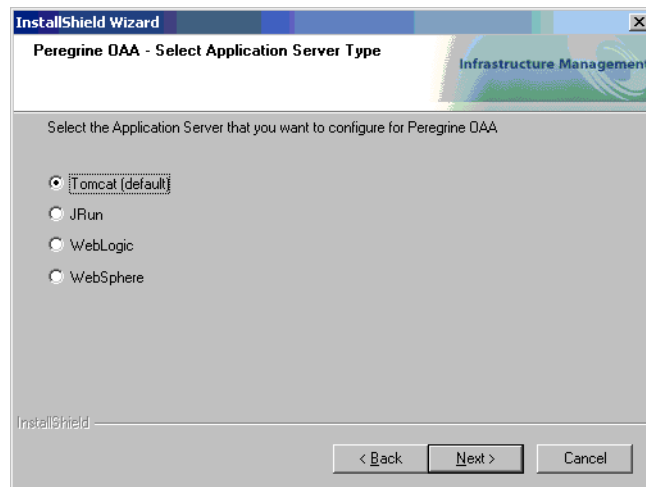 InstallShield Wizard
Peregrine OAA - Select Application Server Type
Infrastructure Management
Select the Application Server that you want to configure for Peregrine OAA
Tomcat (default)
JRun
WebLogic
WebSphere
InstallShield
< Back Next > Cancel